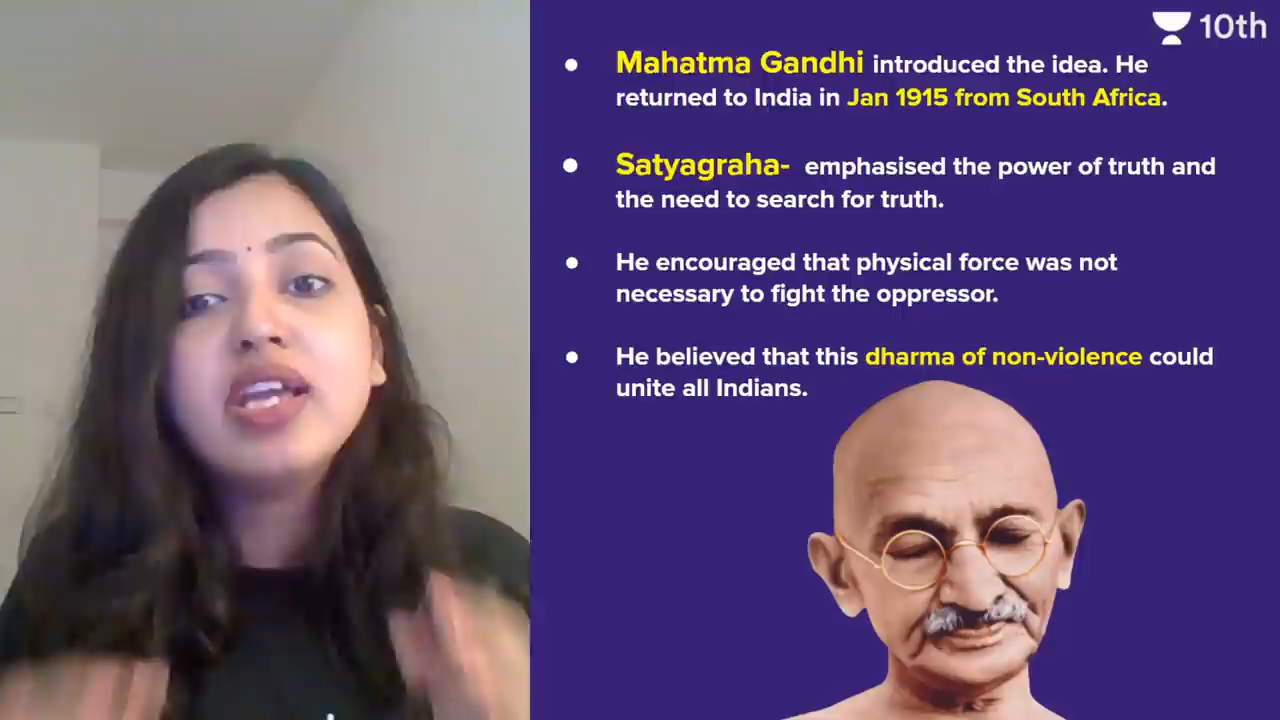 10th
• Mahatma Gandhi introduced the idea. He
returned to India in Jan 1915 from South Africa.
• Satyagraha- emphasised the power of truth and
the need to search for truth.
• He encouraged that physical force was not
necessary to fight the oppressor.
• He believed that this dharma of non-violence could
unite all Indians.